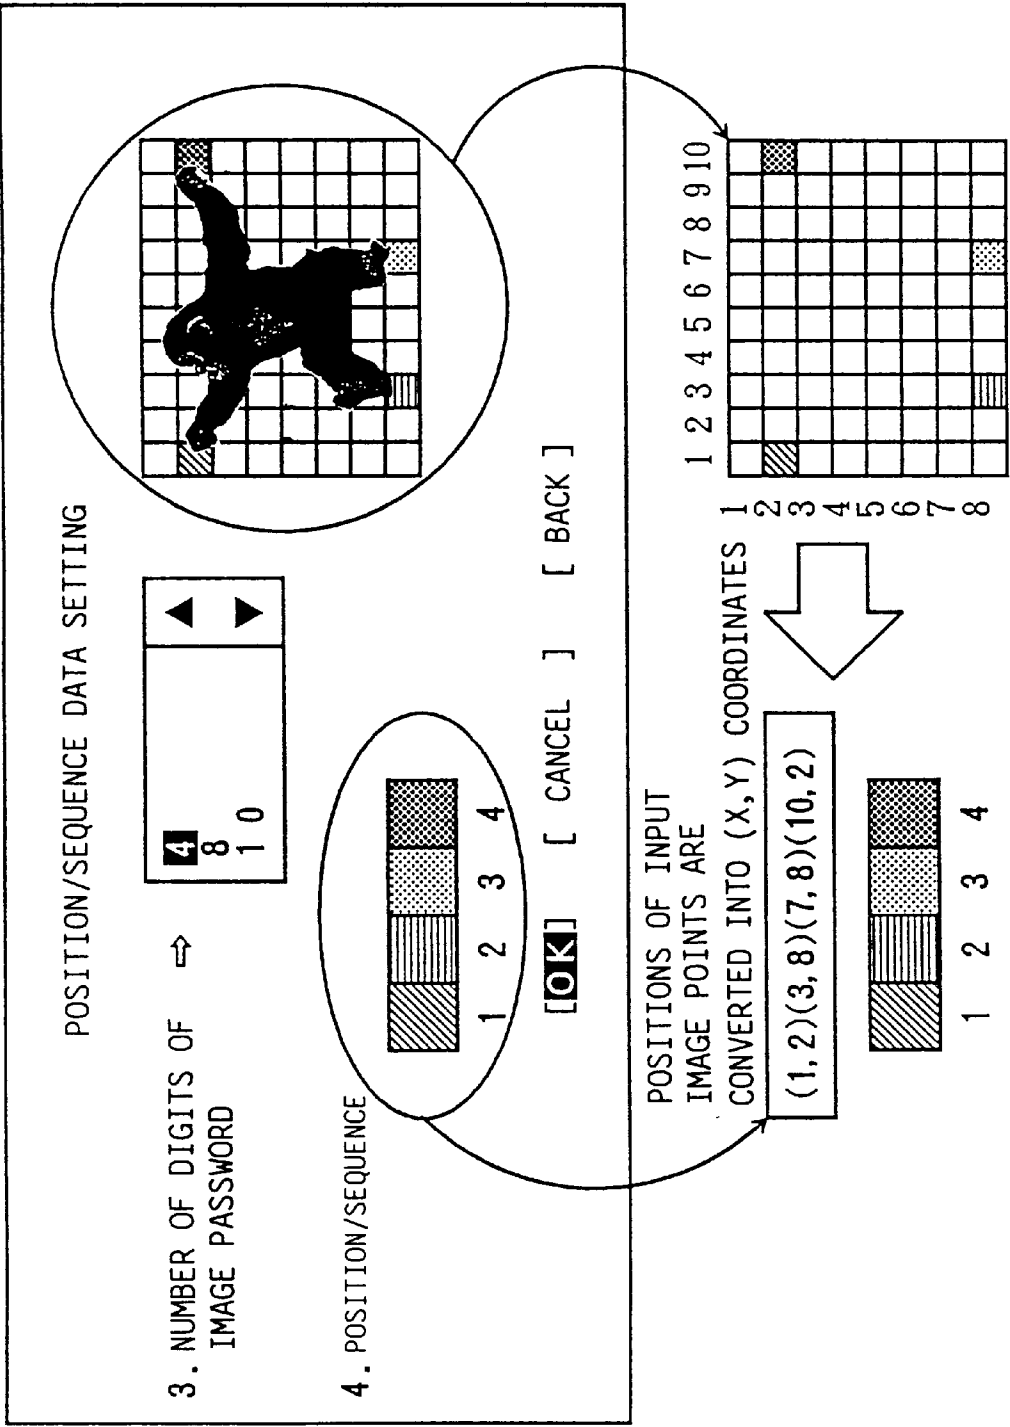 POSITION/SEQUENCE DATA SETTING
3. NUMBER OF DIGITS OF
IMAGE PASSWORD
⇨
4
8
10
▲
▼
4. POSITION/SEQUENCE
1 2 3 4
[OK] [ CANCEL ] [ BACK ]
POSITIONS OF INPUT
IMAGE POINTS ARE
CONVERTED INTO (X,Y) COORDINATES
(1,2)(3,8)(7,8)(10,2)
1 2 3 4
1 2 3 4 5 6 7 8 9 10
1
2
3
4
5
6
7
8